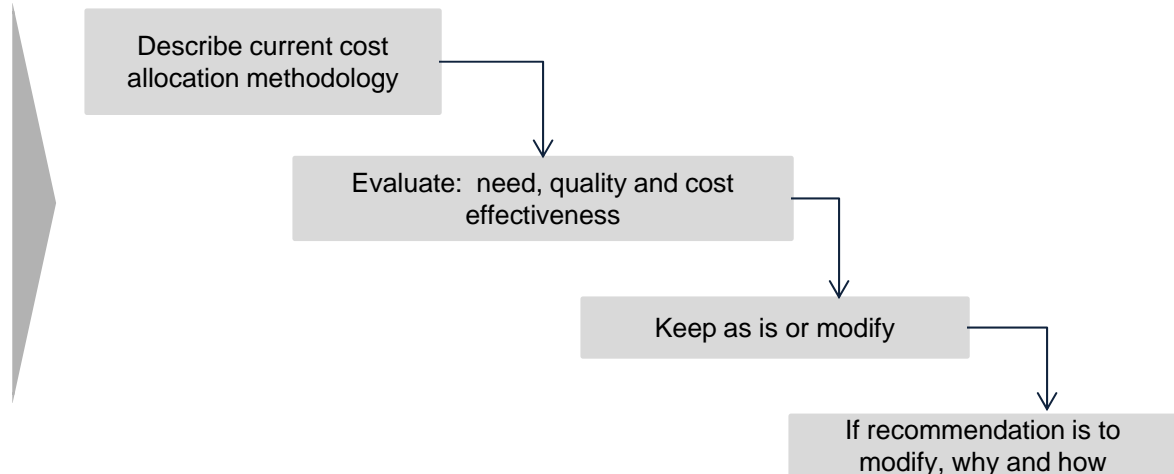 Describe current cost
allocation methodology
Evaluate:  need, quality and cost
effectiveness
Keep as is or modify
If recommendation is to
modify, why and how